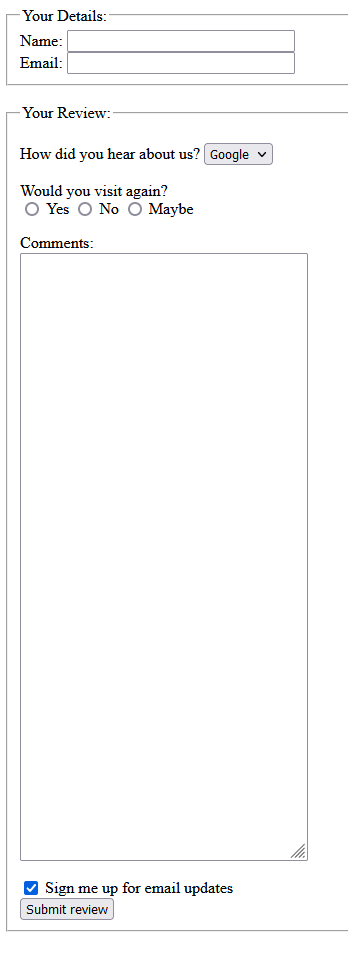 Your Details:
Name:
Email:
Your Review:
How did you hear about us? Google
Would you visit again?
Yes No Maybe
Comments:
Sign me up for email updates
Submit review